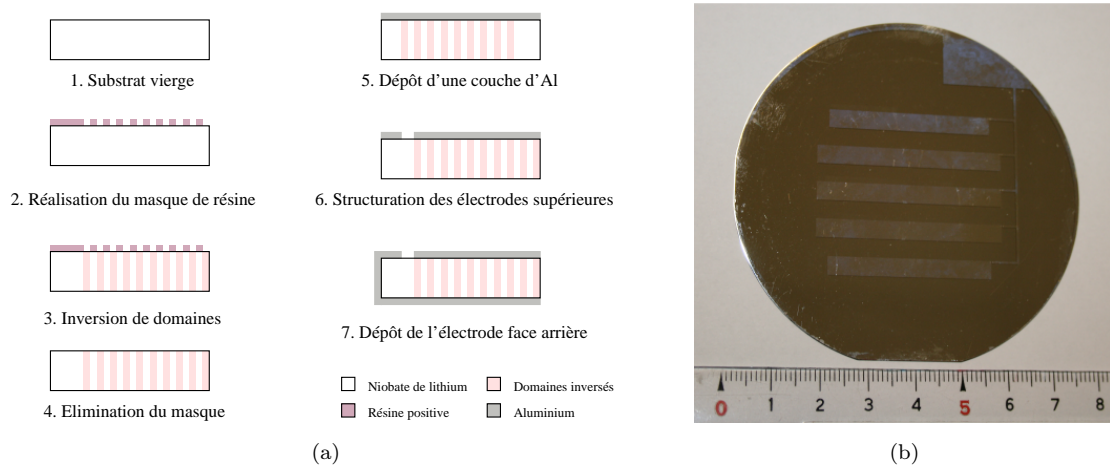 1. Substrat vierge
2. Réalisation du masque de résine
3. Inversion de domaines
4. Elimination du masque
5. Dépôt d'une couche d'Al
6. Structuration des électrodes supérieures
7. Dépôt de l'électrode face arrière
Niobate de lithium
Domaines inversés
Résine positive
Aluminium
(a)
0 1 2 3 4 5 6 7 8
(b)